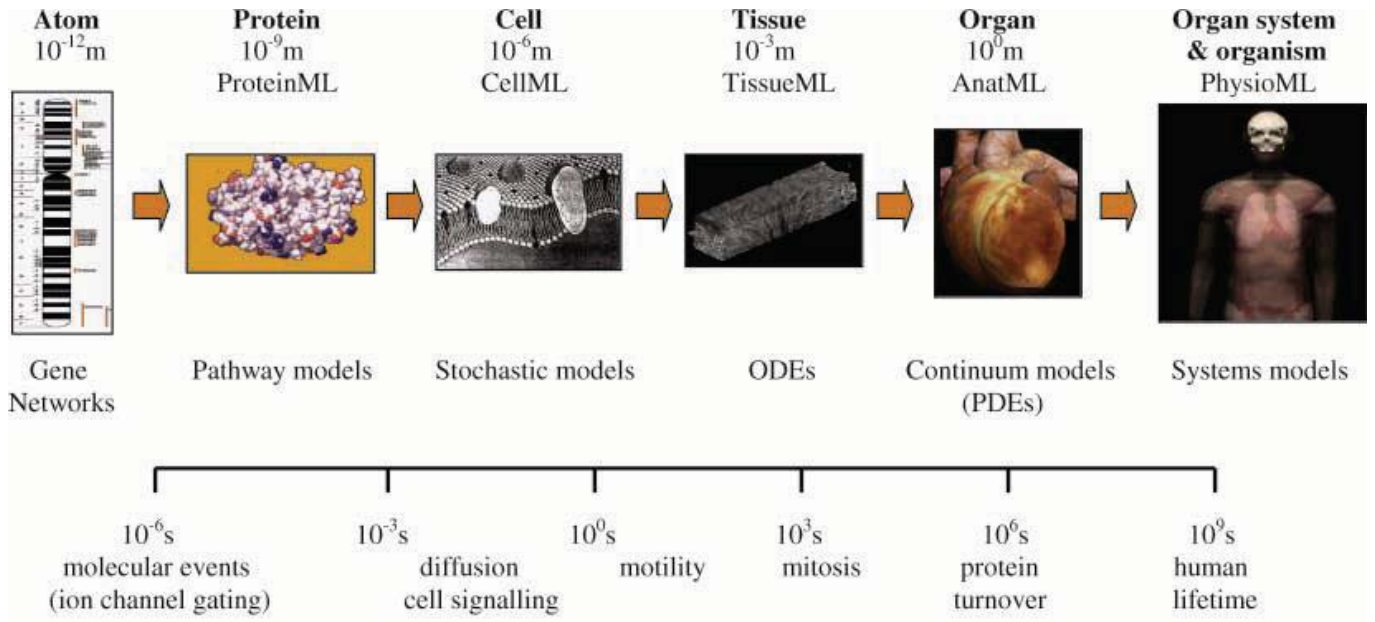 Atom
10⁻¹²m
Protein
10⁻⁹m
ProteinML
Cell
10⁻⁶m
CellML
Tissue
10⁻³m
TissueML
Organ
10⁰m
AnatML
Organ system
& organism
PhysioML
Gene
Networks
Pathway models
Stochastic models
ODEs
Continuum models
(PDEs)
Systems models
10⁻⁶s
molecular events
(ion channel gating)
10⁻³s
diffusion
cell signalling
10⁰s
motility
10³s
mitosis
10⁶s
protein
turnover
10⁹s
human
lifetime